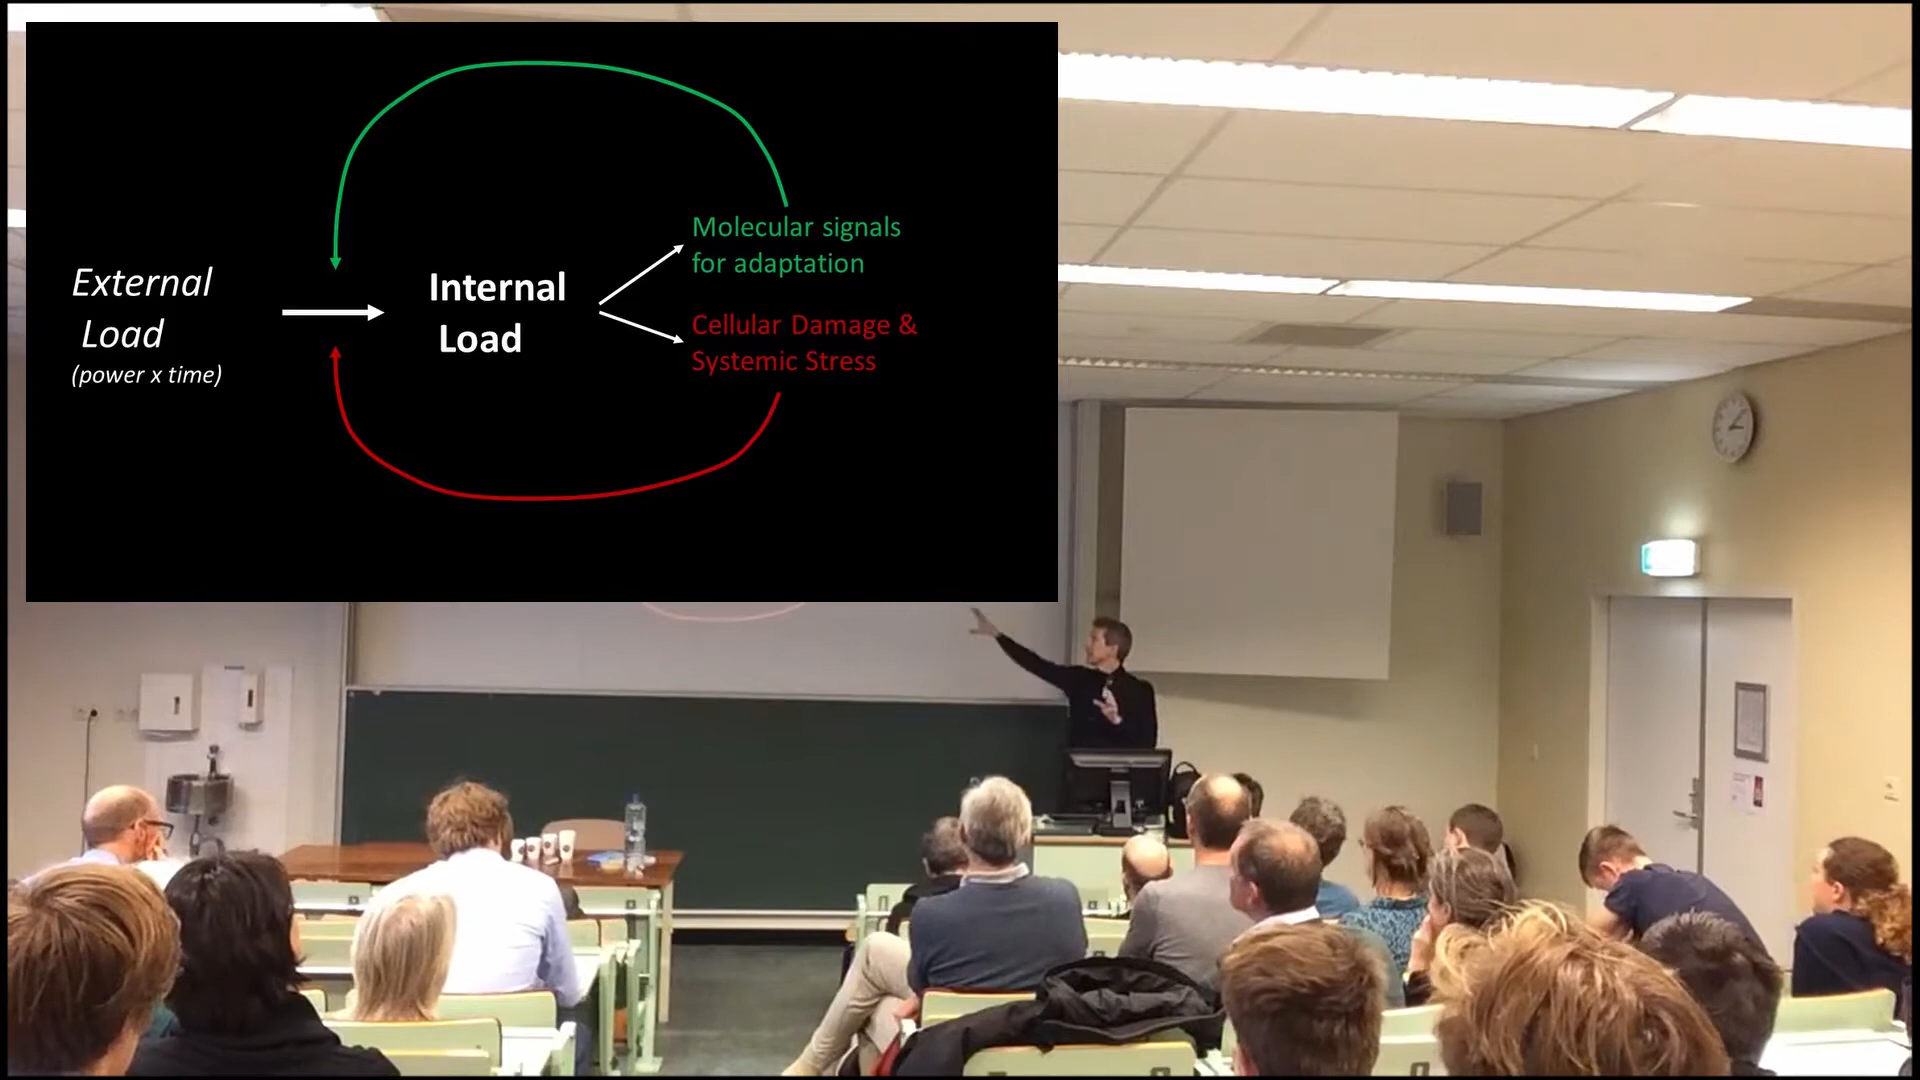 External
Load
(power x time)
Internal
Load
Molecular signals
for adaptation
Cellular Damage &
Systemic Stress